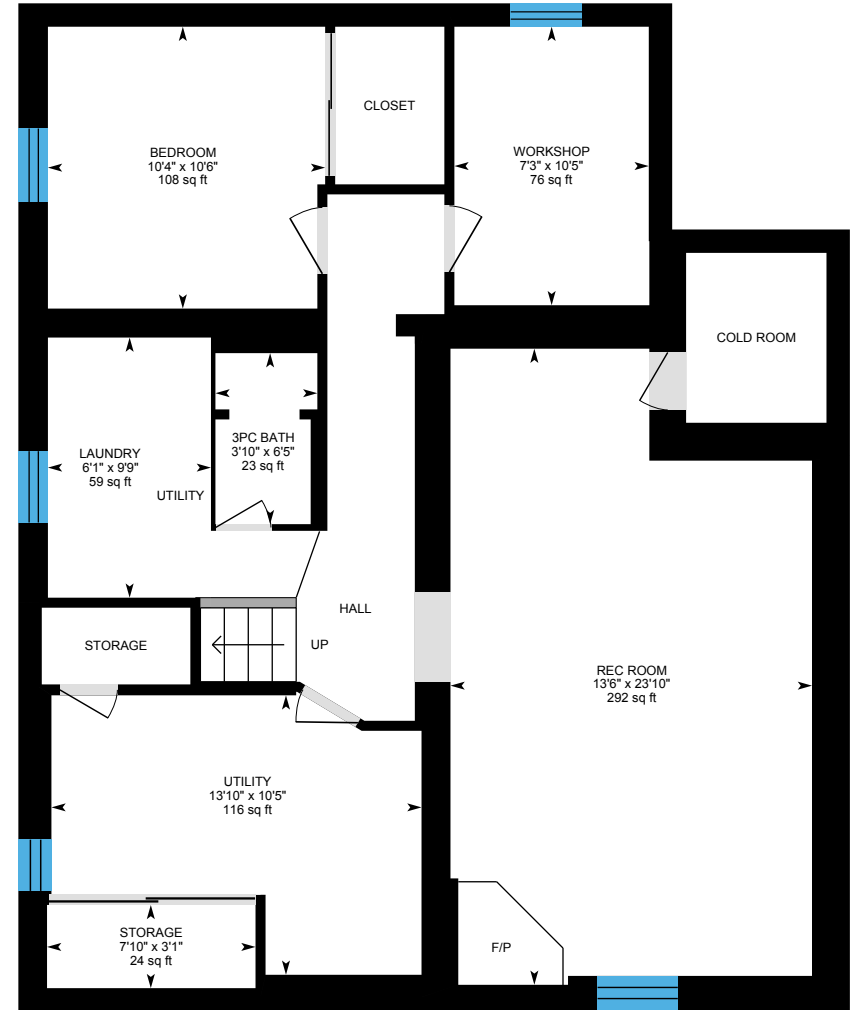 CLOSET
BEDROOM
10'4" x 10'6"
108 sq ft
WORKSHOP
7'3" x 10'5"
76 sq ft
COLD ROOM
3PC BATH
3'10" x 6'5"
23 sq ft
LAUNDRY
6'1" x 9'9"
59 sq ft
UTILITY
HALL
STORAGE
UP
REC ROOM
13'6" x 23'10"
292 sq ft
UTILITY
13'10" x 10'5"
116 sq ft
STORAGE
7'10" x 3'1"
24 sq ft
F/P